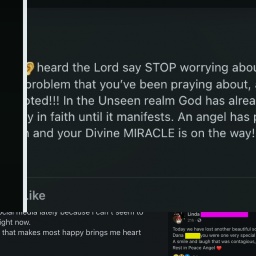 heard the Lord say STOP worrying abou
problem that you've been praying about,
oted!!! In the Unseen realm God has alrea
y in faith until it manifests. An angel has p
and your Divine MIRACLE is on the way!
ike
ocial media lately because I can't seem to
ight now.
that makes most happy brings me heart
Linda
Today we have lost another beautiful so
Dana you were one very special
A smile and laugh that was contagious,
Rest in Peace Angel